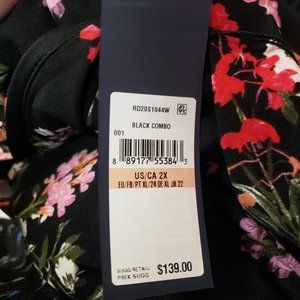 RD20S1044W
BLACK COMBO
001
8 89177 55384 3
US/CA 2X
EU/FR/PT XL/24 DE XL UK 22
SUGG RETAIL/
PRIX SUGG
$139.00